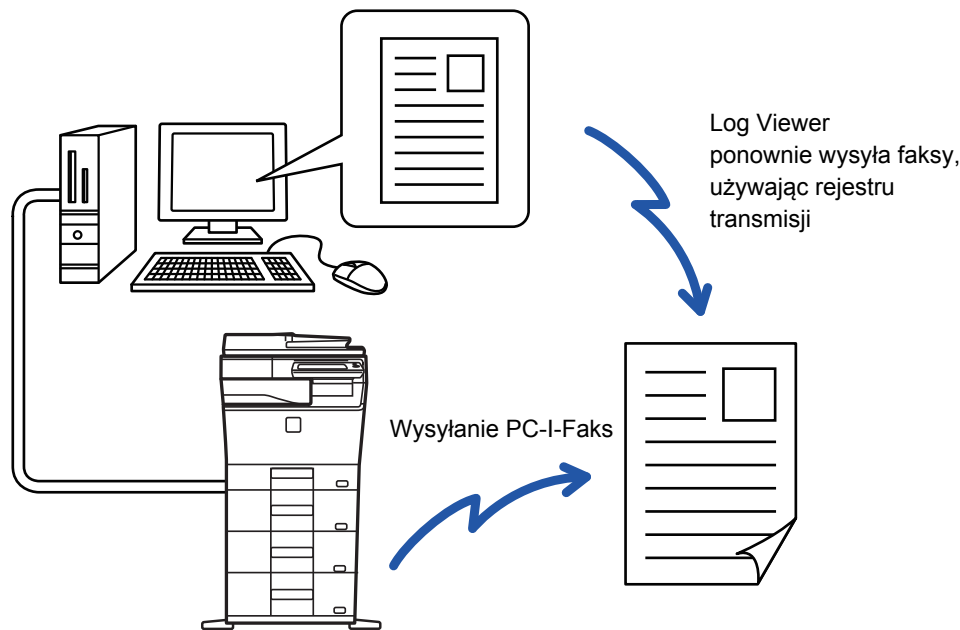 Log Viewer
ponownie wysyła faksy,
używając rejestru
transmisji
Wysyłanie PC-I-Faks